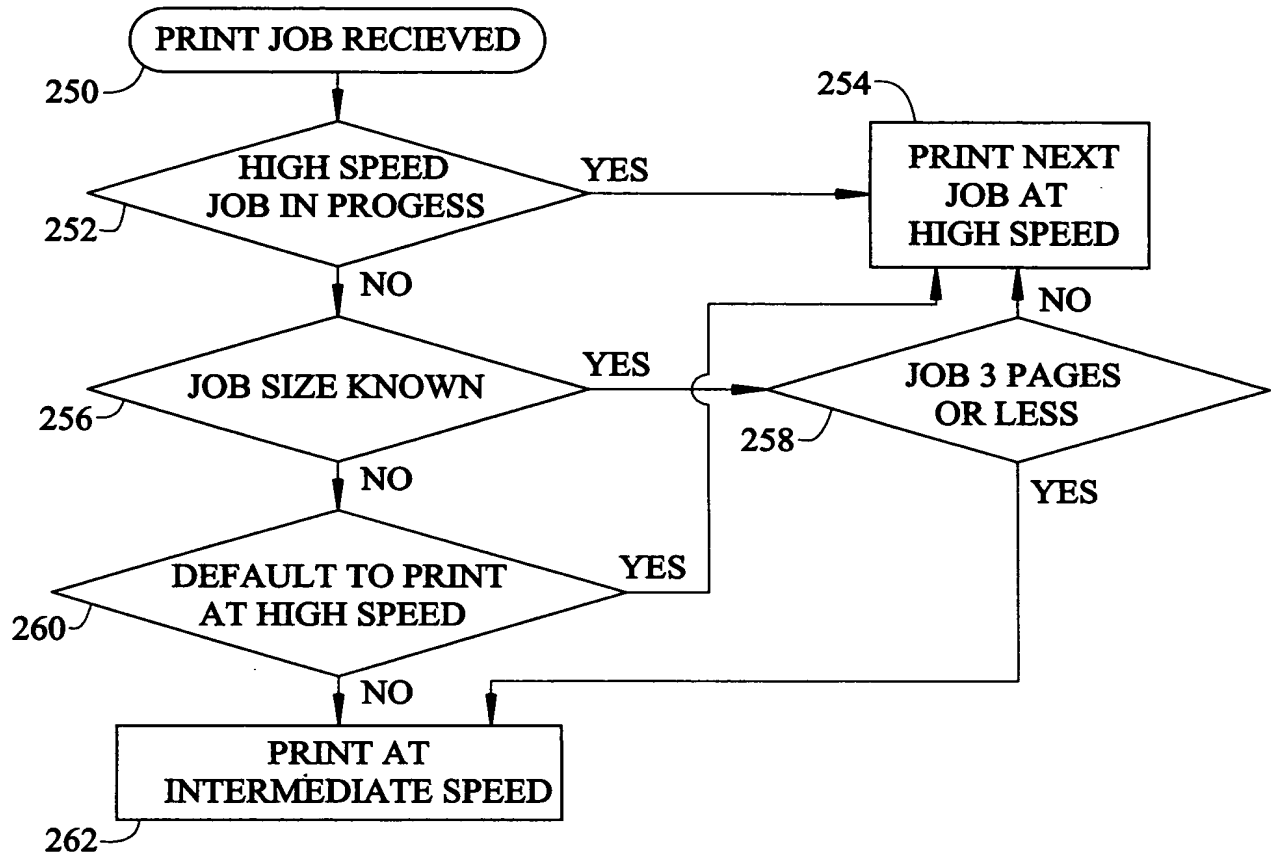 PRINT JOB RECIEVED
250
HIGH SPEED
JOB IN PROGESS
252
YES
254
PRINT NEXT
JOB AT
HIGH SPEED
NO
JOB SIZE KNOWN
256
YES
JOB 3 PAGES
OR LESS
258
NO
YES
NO
DEFAULT TO PRINT
AT HIGH SPEED
260
YES
NO
PRINT AT
INTERMEDIATE SPEED
262